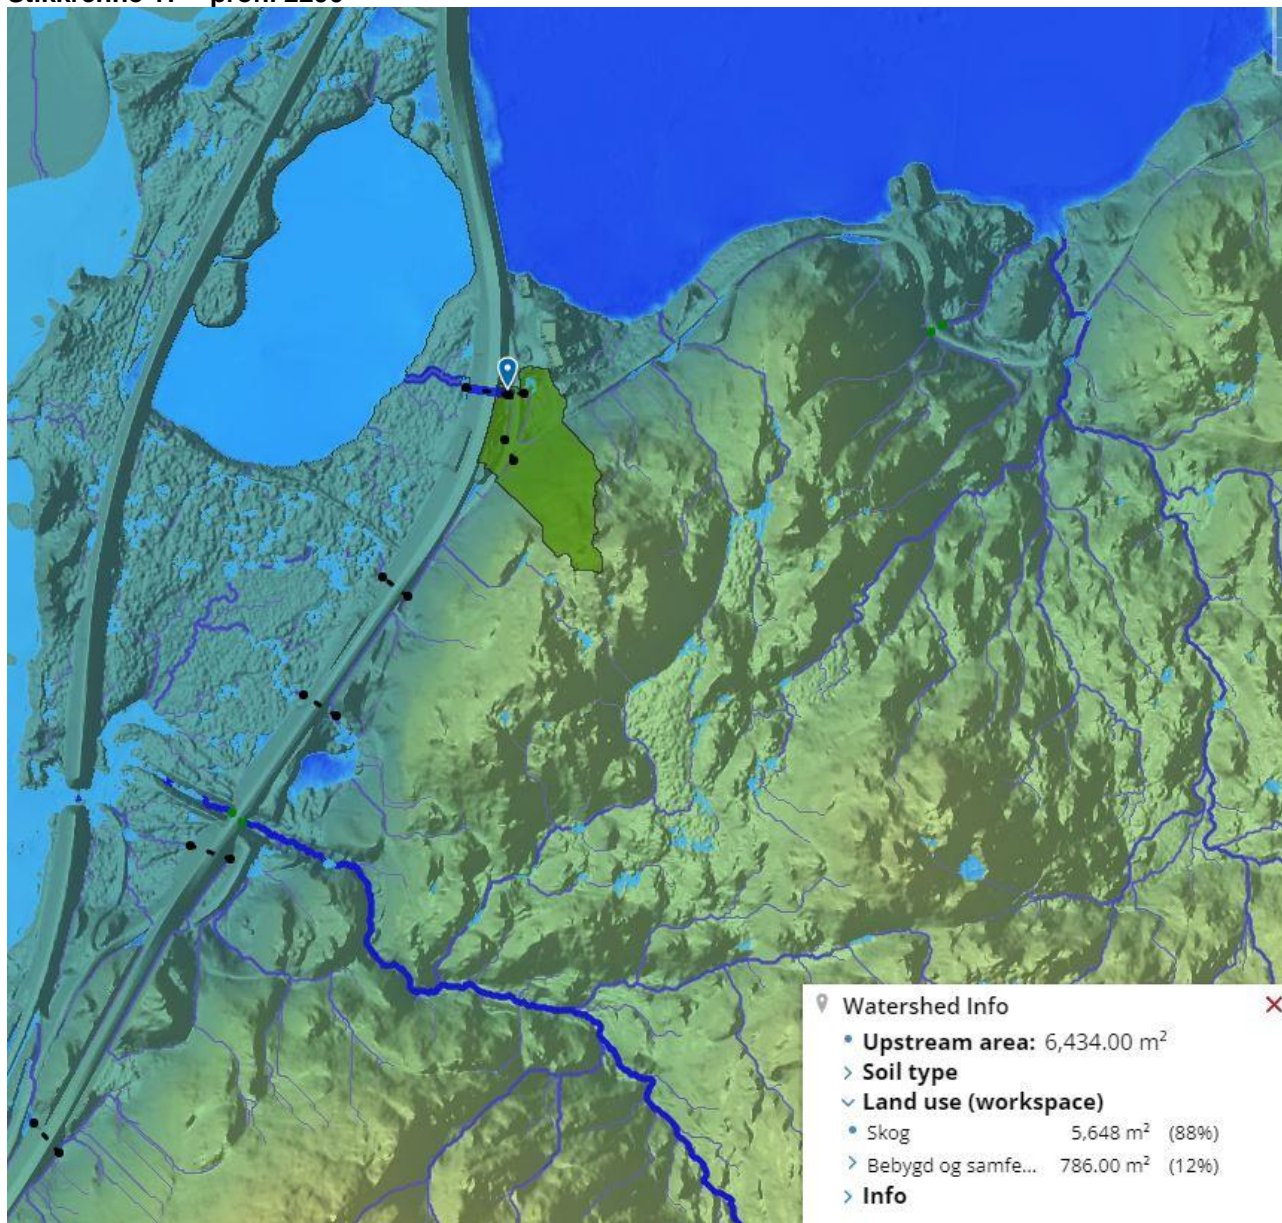 Watershed Info
Upstream area: 6,434.00 m²
Soil type
Land use (workspace)
Skog 5,648 m² (88%)
Bebygd og samfe... 786.00 m² (12%)
Info